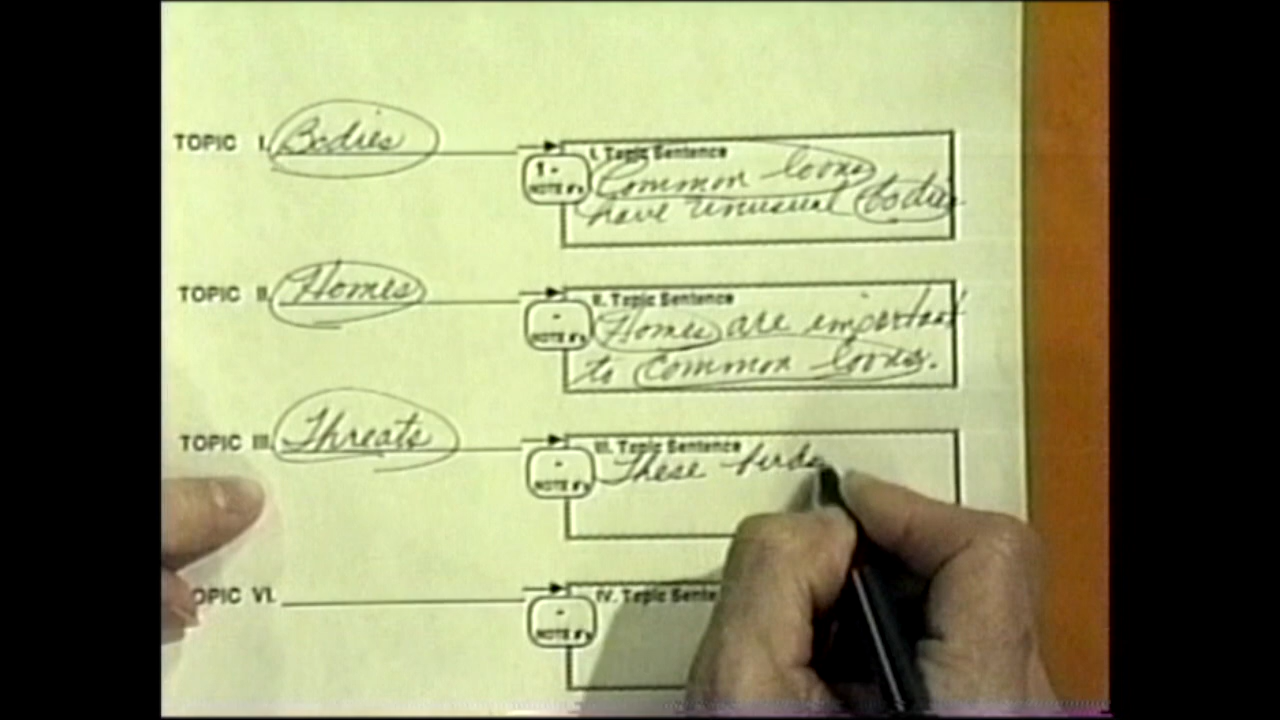 TOPIC I. Bodies
I. Topic Sentence
1 -
NOTE #'s
Common loons
have unusual bodies
TOPIC II. Homes
II. Topic Sentence
-
NOTE #'s
Homes are important
to common loons.
TOPIC III. Threats
III. Topic Sentence
-
NOTE #'s
These birds
TOPIC VI.
IV. Topic Sente
-
NOTE #'s